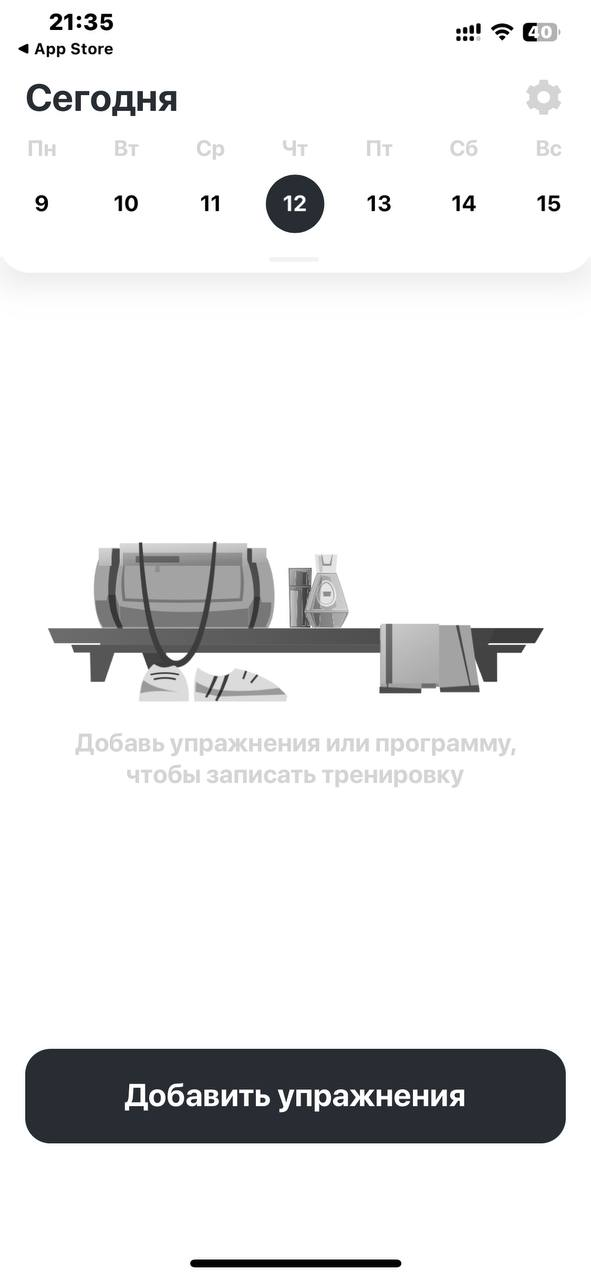 21:35
40
◀ App Store
Сегодня
Пн Вт Ср Чт Пт Сб Вс
9 10 11 12 13 14 15
Добавь упражнения или программу,
чтобы записать тренировку
Добавить упражнения